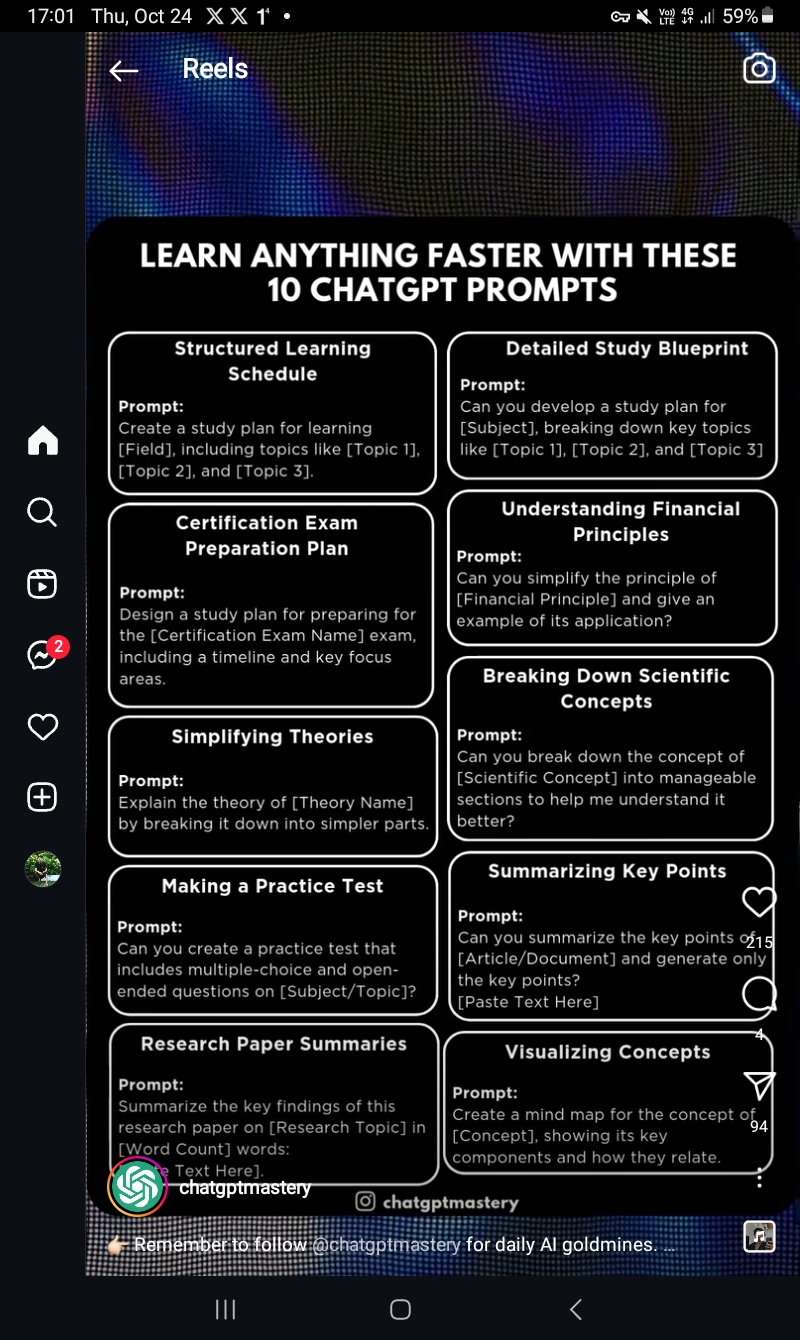 17:01 Thu, Oct 24
Vo)) 4G 59%
LTE
Reels
LEARN ANYTHING FASTER WITH THESE
10 CHATGPT PROMPTS
Structured Learning
Schedule
Prompt:
Create a study plan for learning
[Field], including topics like [Topic 1],
[Topic 2], and [Topic 3].
Detailed Study Blueprint
Prompt:
Can you develop a study plan for
[Subject], breaking down key topics
like [Topic 1], [Topic 2], and [Topic 3]
Certification Exam
Preparation Plan
Prompt:
Design a study plan for preparing for
the [Certification Exam Name] exam,
including a timeline and key focus
areas.
Understanding Financial
Principles
Prompt:
Can you simplify the principle of
[Financial Principle] and give an
example of its application?
Simplifying Theories
Prompt:
Explain the theory of [Theory Name]
by breaking it down into simpler parts.
Breaking Down Scientific
Concepts
Prompt:
Can you break down the concept of
[Scientific Concept] into manageable
sections to help me understand it
better?
Making a Practice Test
Prompt:
Can you create a practice test that
includes multiple-choice and open-
ended questions on [Subject/Topic]?
Summarizing Key Points
Prompt:
Can you summarize the key points of
[Article/Document] and generate only
the key points?
[Paste Text Here]
Research Paper Summaries
Prompt:
Summarize the key findings of this
research paper on [Research Topic] in
[Word Count] words:
Text Here].
Visualizing Concepts
Prompt:
Create a mind map for the concept of
[Concept], showing its key
components and how they relate.
2
215
4
94
chatgptmastery
chatgptmastery
👉🏻 Remember to follow @chatgptmastery for daily AI goldmines. ...